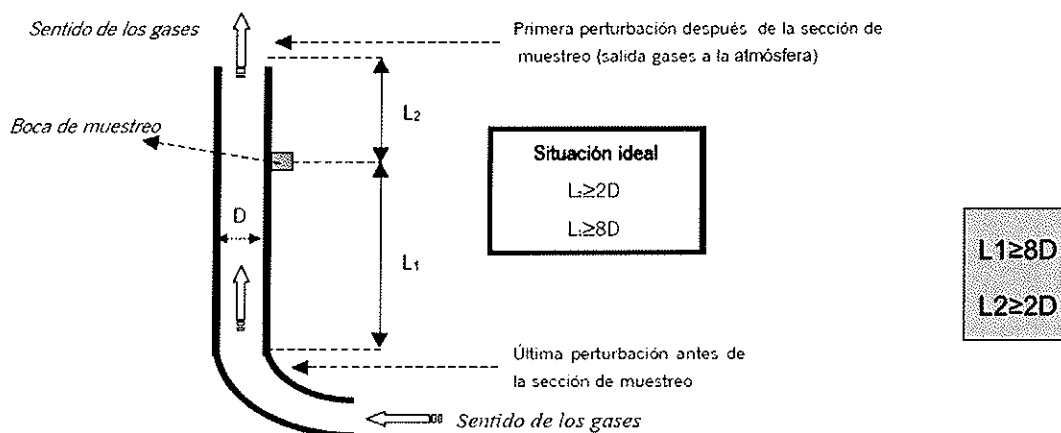 Sentido de los gases
Primera perturbación después de la sección de
muestreo (salida gases a la atmósfera)
L2
Boca de muestreo
Situación ideal
L2≥2D
L1≥8D
D
L1
L1≥8D
L2≥2D
Última perturbación antes de
la sección de muestreo
Sentido de los gases